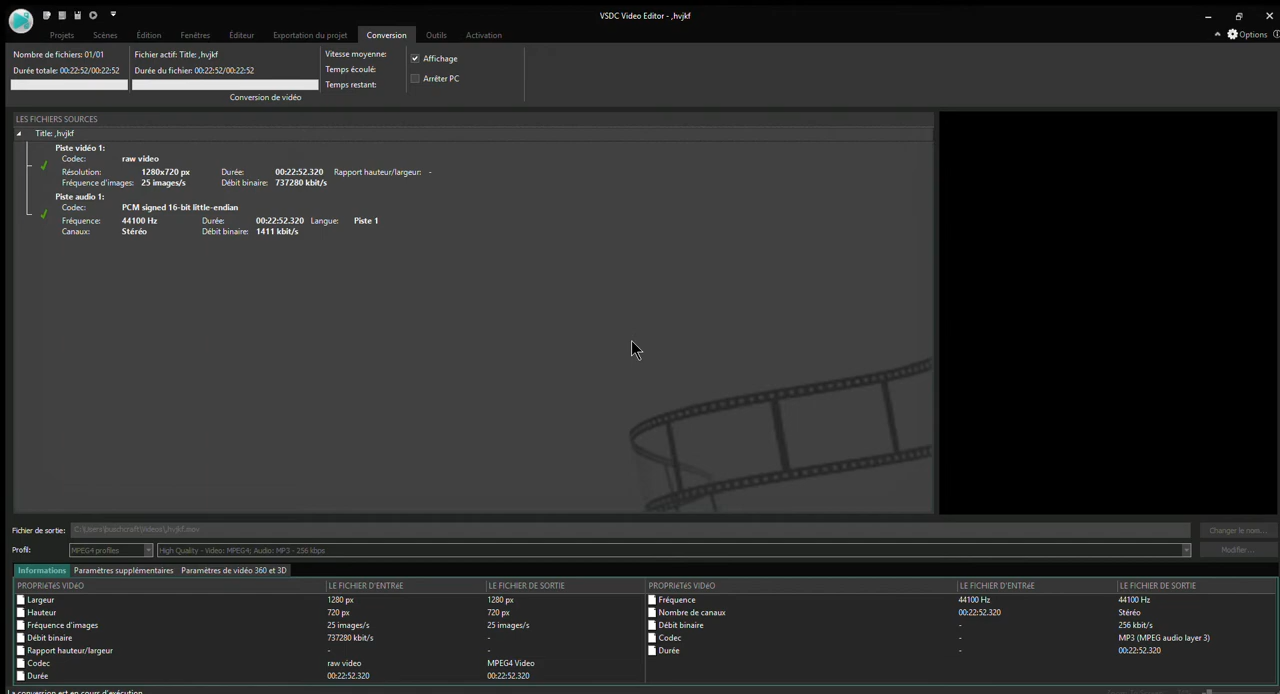 VSDC Video Editor - ,hvjkf
Projets Scènes Édition Fenêtres Éditeur Exportation du projet Conversion Outils Activation
Options
Nombre de fichiers: 01/01
Durée totale: 00:22:52/00:22:52
Fichier actif: Title: ,hvjkf
Durée du fichier: 00:22:52/00:22:52
Vitesse moyenne:
Temps écoulé:
Temps restant:
Affichage
Arrêter PC
Conversion de vidéo
LES FICHIERS SOURCES
Title: ,hvjkf
Piste vidéo 1:
Codec: raw video
Résolution: 1280x720 px Durée: 00:22:52.320 Rapport hauteur/largeur: -
Fréquence d'images: 25 images/s Débit binaire: 737280 kbit/s
Piste audio 1:
Codec: PCM signed 16-bit little-endian
Fréquence: 44100 Hz Durée: 00:22:52.320 Langue: Piste 1
Canaux: Stéréo Débit binaire: 1411 kbit/s
Fichier de sortie:
Changer le nom...
Profil: MPEG4 profiles High Quality - Video: MPEG4; Audio: MP3 - 256 kbps Modifier...
Informations Paramètres supplémentaires Paramètres de vidéo 360 et 3D
PROPRIéTéS VIDéO LE FICHIER D'ENTRéE LE FICHIER DE SORTIE
Largeur 1280 px 1280 px
Hauteur 720 px 720 px
Fréquence d'images 25 images/s 25 images/s
Débit binaire 737280 kbit/s -
Rapport hauteur/largeur - -
Codec raw video MPEG4 Video
Durée 00:22:52.320 00:22:52.320
PROPRIéTéS VIDéO LE FICHIER D'ENTRéE LE FICHIER DE SORTIE
Fréquence 44100 Hz 44100 Hz
Nombre de canaux 00:22:52.320 Stéréo
Débit binaire - 256 kbit/s
Codec - MP3 (MPEG audio layer 3)
Durée - 00:22:52.320
La conversion est en cours d'exécution